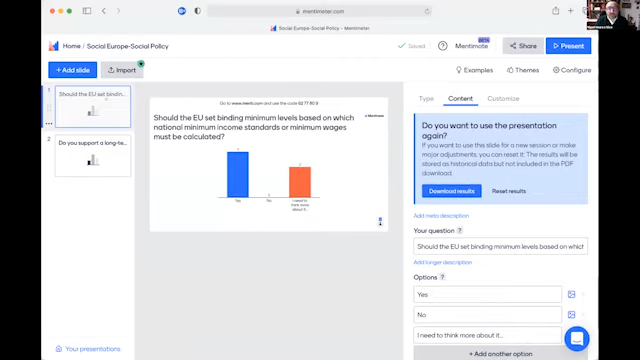 mentimeter.com
Social Europe-Social Policy | Mentimeter
Home / Social Europe-Social Policy
Saved
Mentimate
BETA
Share
Present
+ Add slide
Import
Examples
Themes
Configure
1
Should the EU set bindin...
2
Do you support a long-te...
Go to www.menti.com and use the code 62 77 80 9
Should the EU set binding minimum levels based on which
national minimum income standards or minimum wages
must be calculated?
Mentimeter
Yes
No
I need to
think more
about it...
Type
Content
Customize
Do you want to use the presentation
again?
If you want to use this slide for a new session or make
major adjustments, you can reset it. The results will be
stored as historical data but not included in the PDF
download.
Download results
Reset results
Add meta description
Your question
Should the EU set binding minimum levels based on which
Add longer description
Options
Yes
No
I need to think more about it...
+ Add another option
Your presentations